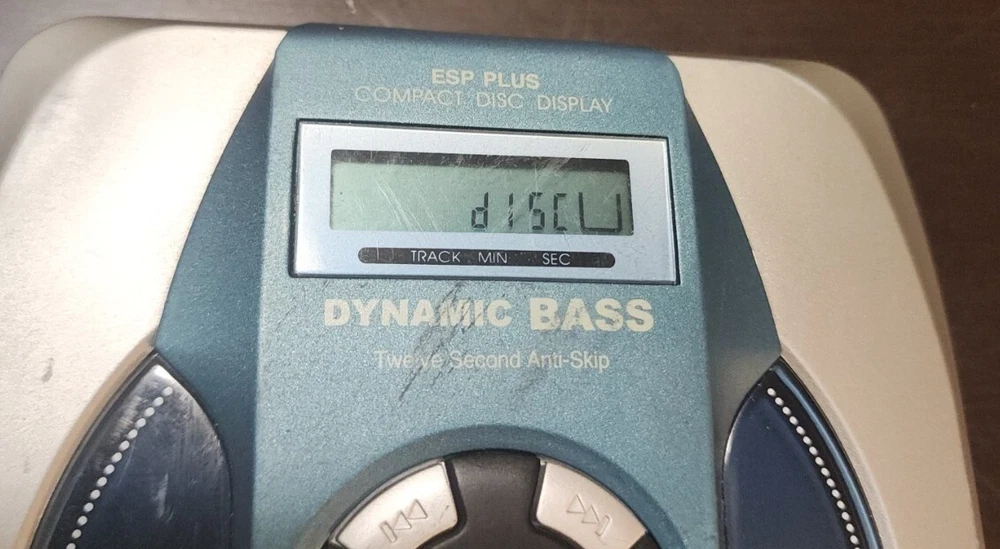 ESP PLUS
COMPACT DISC DISPLAY
dISC
TRACK MIN SEC
DYNAMIC BASS
Twelve Second Anti-Skip